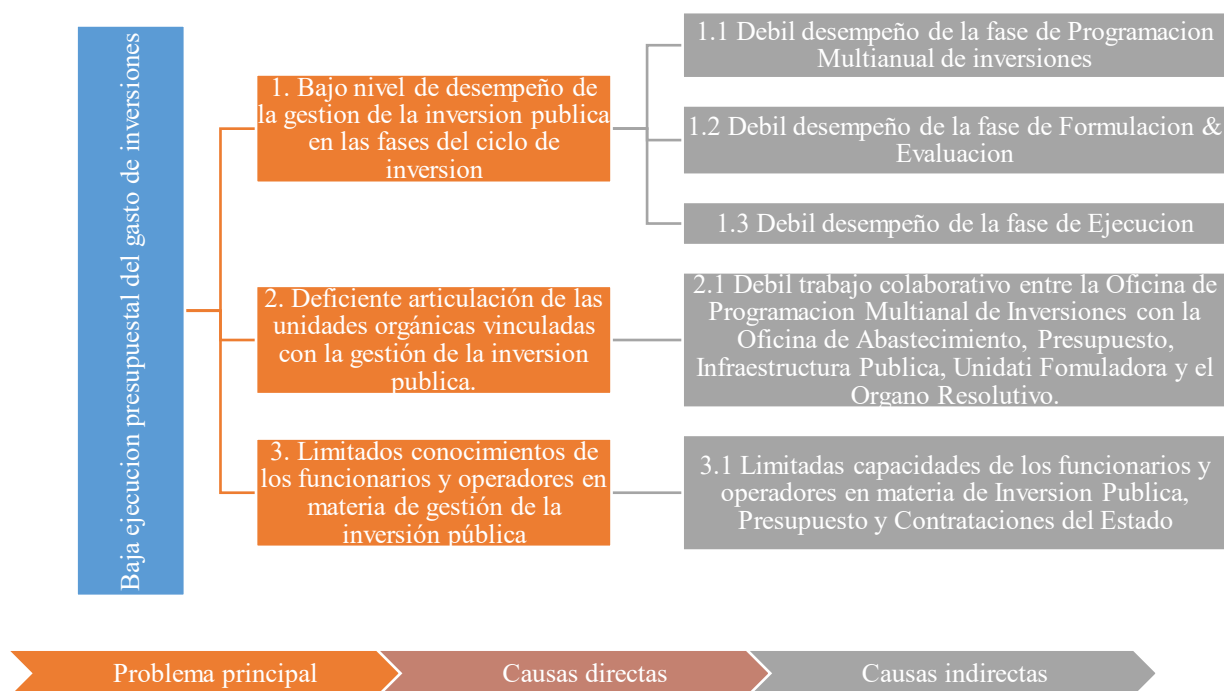 Baja ejecucion presupuestal del gasto de inversiones
1. Bajo nivel de desempeño de
la gestion de la inversion publica
en las fases del ciclo de
inversion
1.1 Debil desempeño de la fase de Programacion
Multianual de inversiones
1.2 Debil desempeño de la fase de Formulacion &
Evaluacion
1.3 Debil desempeño de la fase de Ejecucion
2. Deficiente articulación de las
unidades orgánicas vinculadas
con la gestión de la inversion
publica.
2.1 Debil trabajo colaborativo entre la Oficina de
Programacion Multianal de Inversiones con la
Oficina de Abastecimiento, Presupuesto,
Infraestructura Publica, Unidati Fomuladora y el
Organo Resolutivo.
3. Limitados conocimientos de
los funcionarios y operadores en
materia de gestión de la
inversión pública
3.1 Limitadas capacidades de los funcionarios y
operadores en materia de Inversion Publica,
Presupuesto y Contrataciones del Estado
Problema principal
Causas directas
Causas indirectas